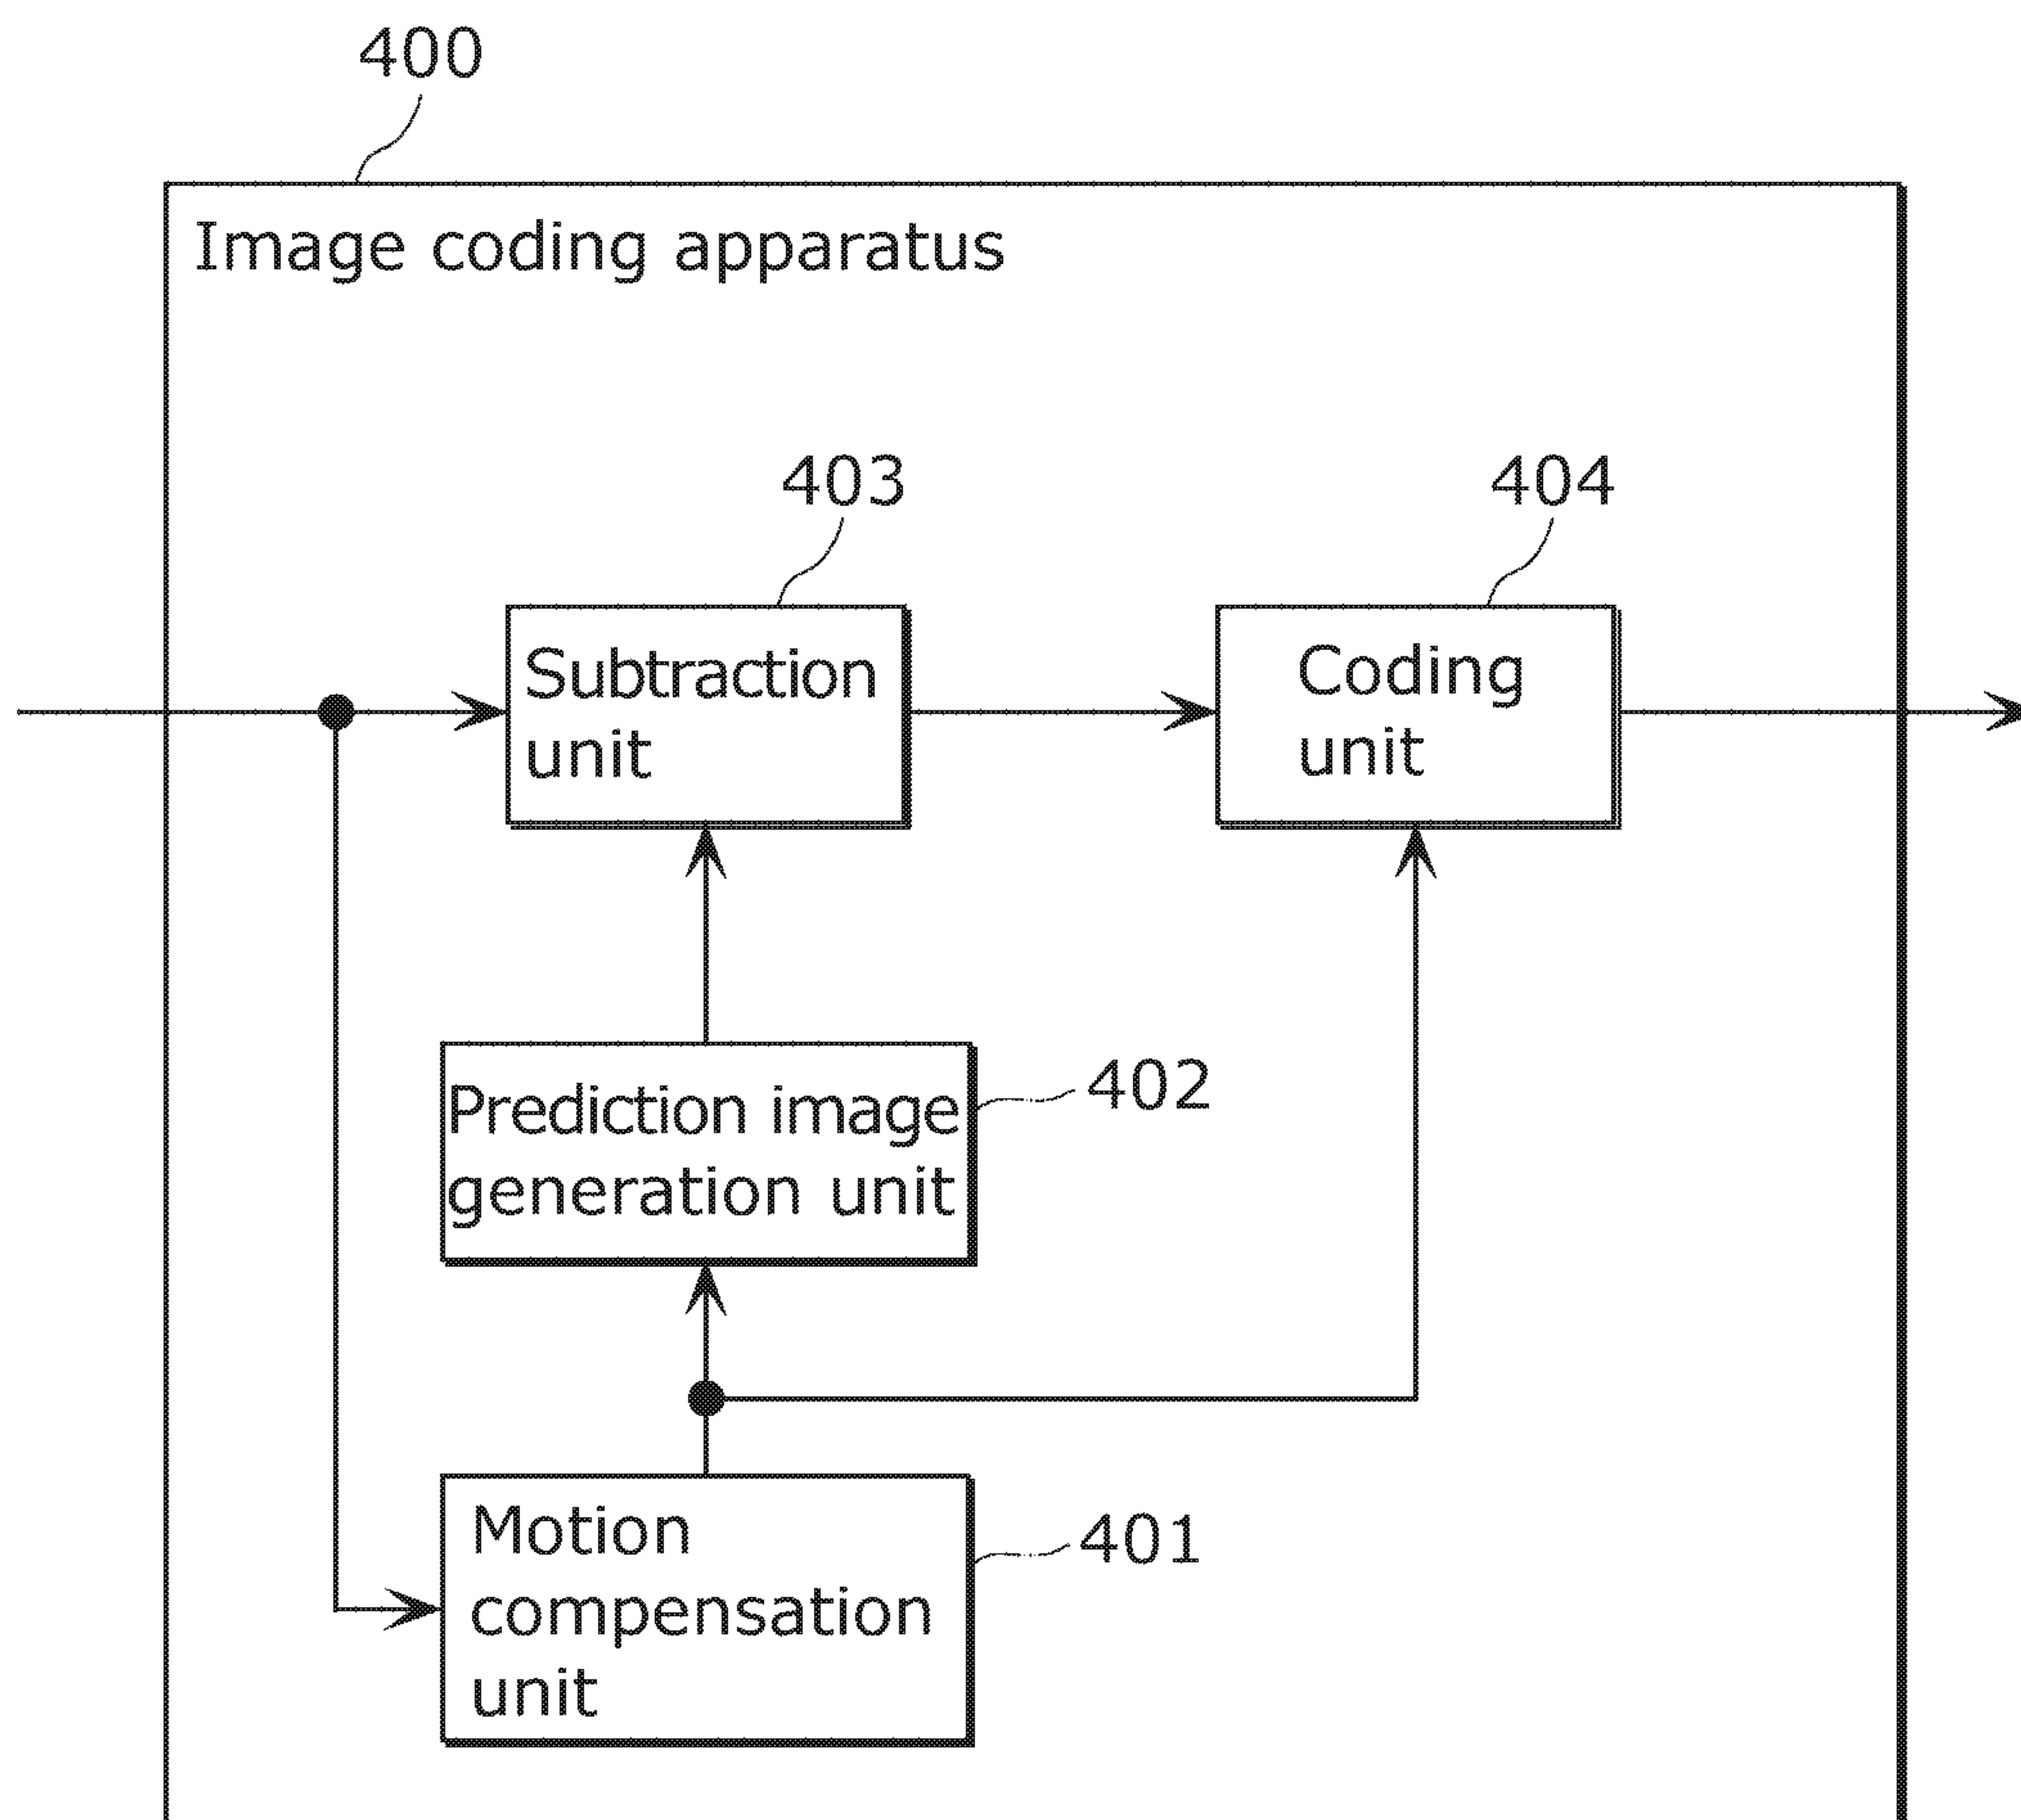 400
Image coding apparatus
403
404
Subtraction
unit
Coding
unit
Prediction image
generation unit
402
Motion
compensation
unit
401